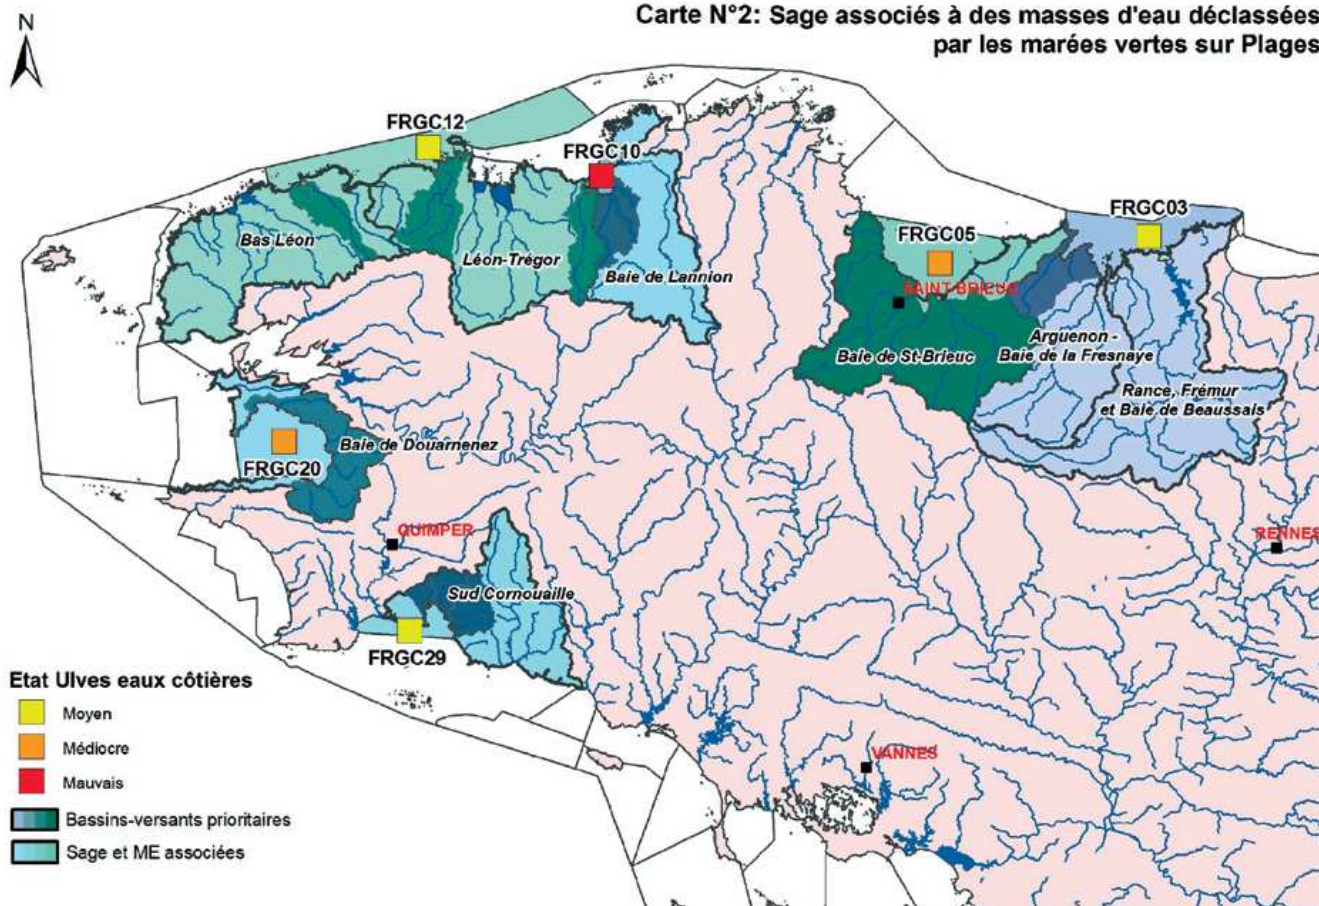 Carte N°2: Sage associés à des masses d'eau déclassées
par les marées vertes sur Plages
N
FRGC12
FRGC10
FRGC03
FRGC05
Bas Léon
Léon-Trégor
Baie de Lannion
SAINT BRIEUC
Baie de St-Brieuc
Arguenon -
Baie de la Fresnaye
Rance, Frémur
et Baie de Beaussais
Baie de Douarnenez
FRGC20
QUIMPER
RENNES
Sud Cornouaille
FRGC29
VANNES
Etat Ulves eaux côtières
Moyen
Médiocre
Mauvais
Bassins-versants prioritaires
Sage et ME associées